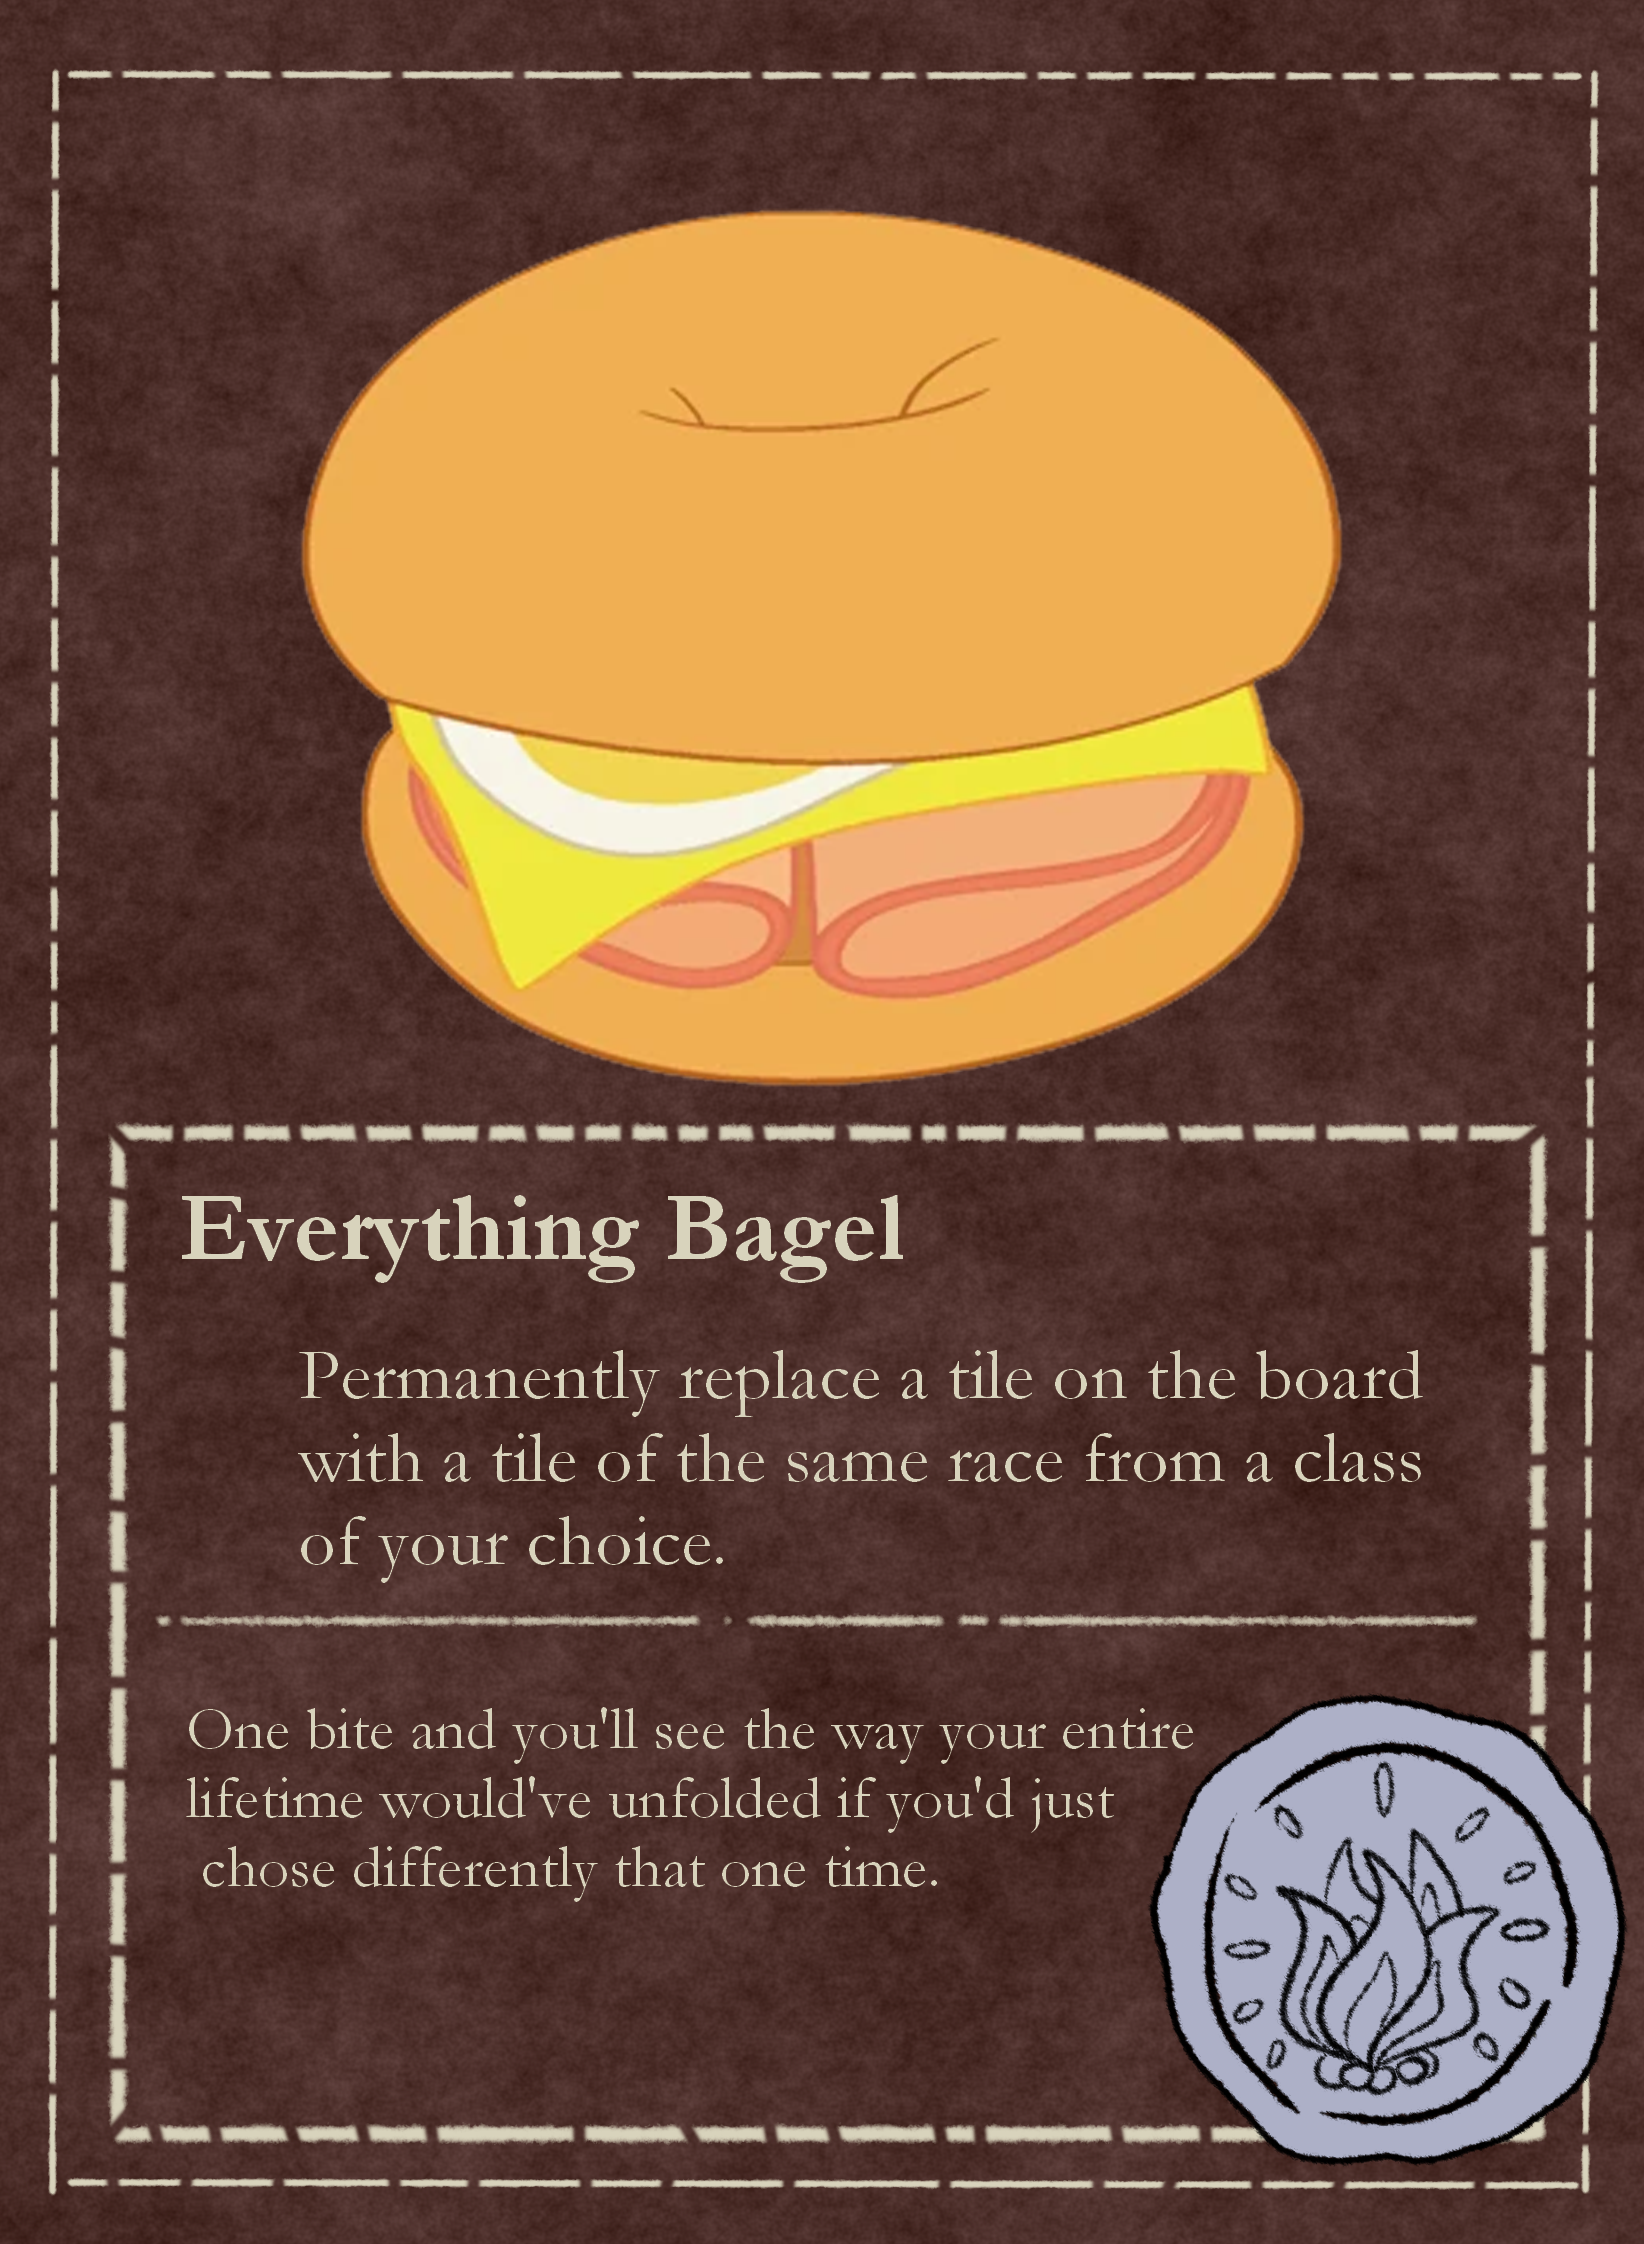 Everything Bagel
Permanently replace a tile on the board
with a tile of the same race from a class
of your choice.
One bite and you'll see the way your entire
lifetime would've unfolded if you'd just
chose differently that one time.